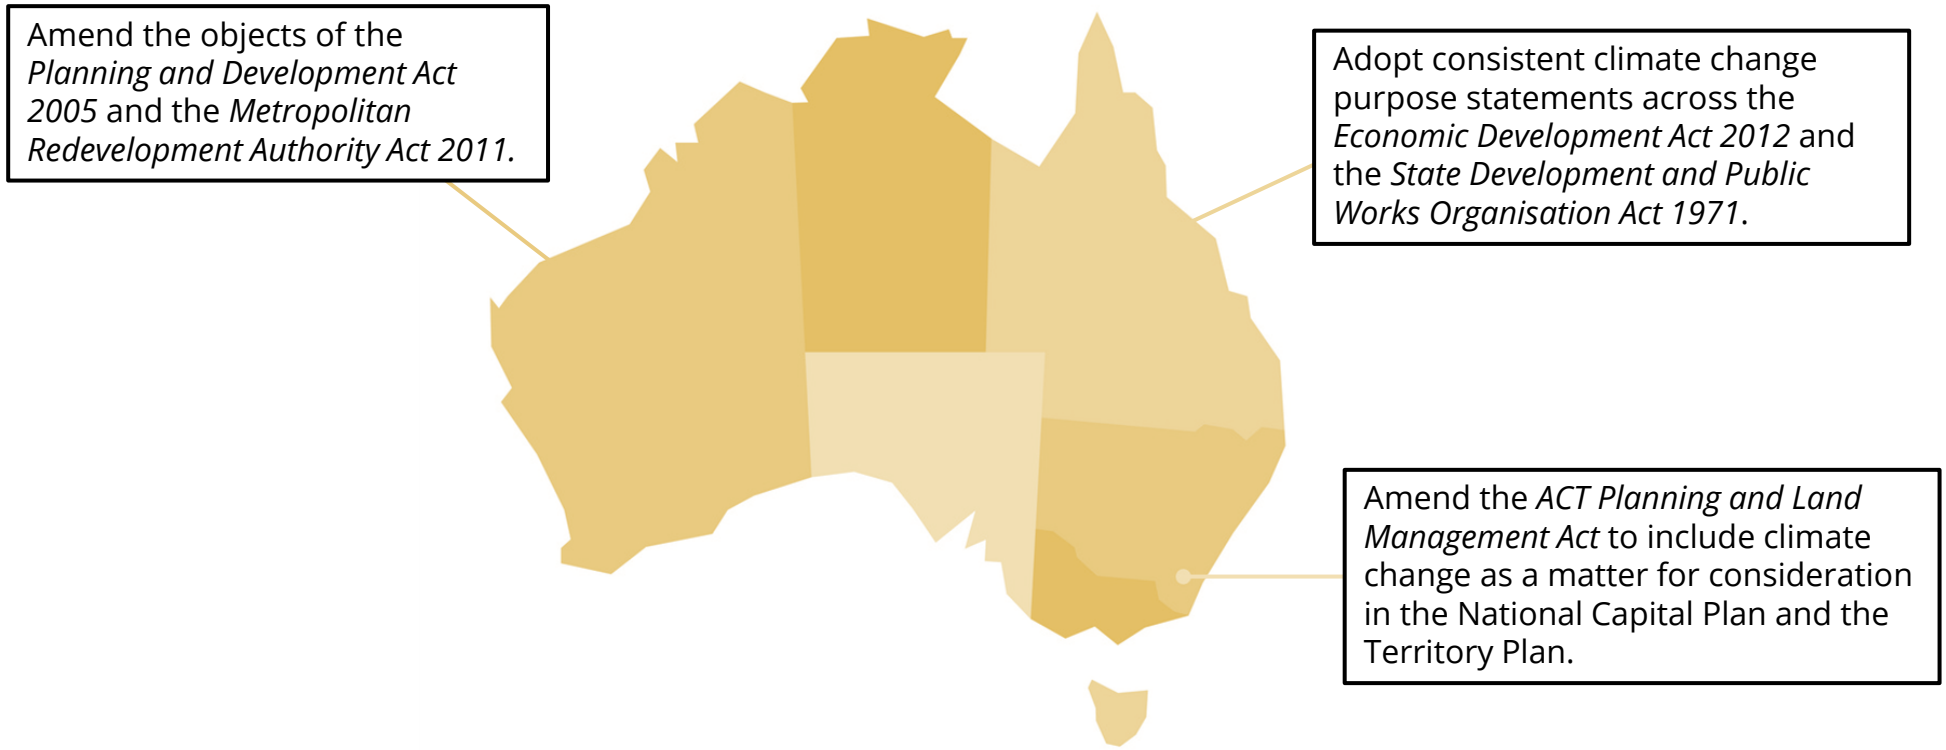 Amend the objects of the
Planning and Development Act
2005 and the Metropolitan
Redevelopment Authority Act 2011.
Adopt consistent climate change
purpose statements across the
Economic Development Act 2012 and
the State Development and Public
Works Organisation Act 1971.
Amend the ACT Planning and Land
Management Act to include climate
change as a matter for consideration
in the National Capital Plan and the
Territory Plan.